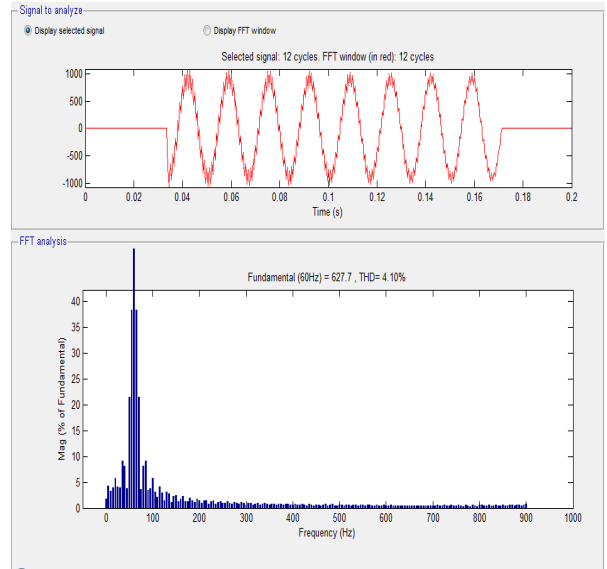 Signal to analyze
Display selected signal
Display FFT window
Selected signal: 12 cycles. FFT window (in red): 12 cycles
1000
500
0
-500
-1000
0 0.02 0.04 0.06 0.08 0.1 0.12 0.14 0.16 0.18 0.2
Time (s)
FFT analysis
Fundamental (60Hz) = 627.7 , THD= 4.10%
Mag (% of Fundamental)
40
35
30
25
20
15
10
5
0
0 100 200 300 400 500 600 700 800 900 1000
Frequency (Hz)